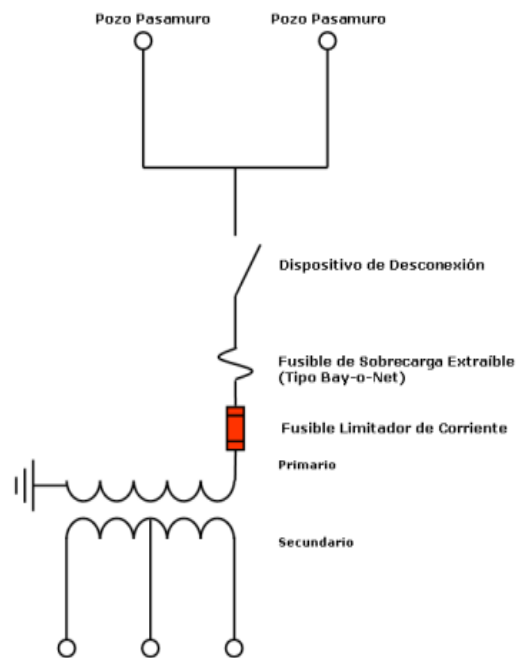 Pozo Pasamuro
Pozo Pasamuro
Dispositivo de Desconexión
Fusible de Sobrecarga Extraíble
(Tipo Bay-o-Net)
Fusible Limitador de Corriente
Primario
Secundario